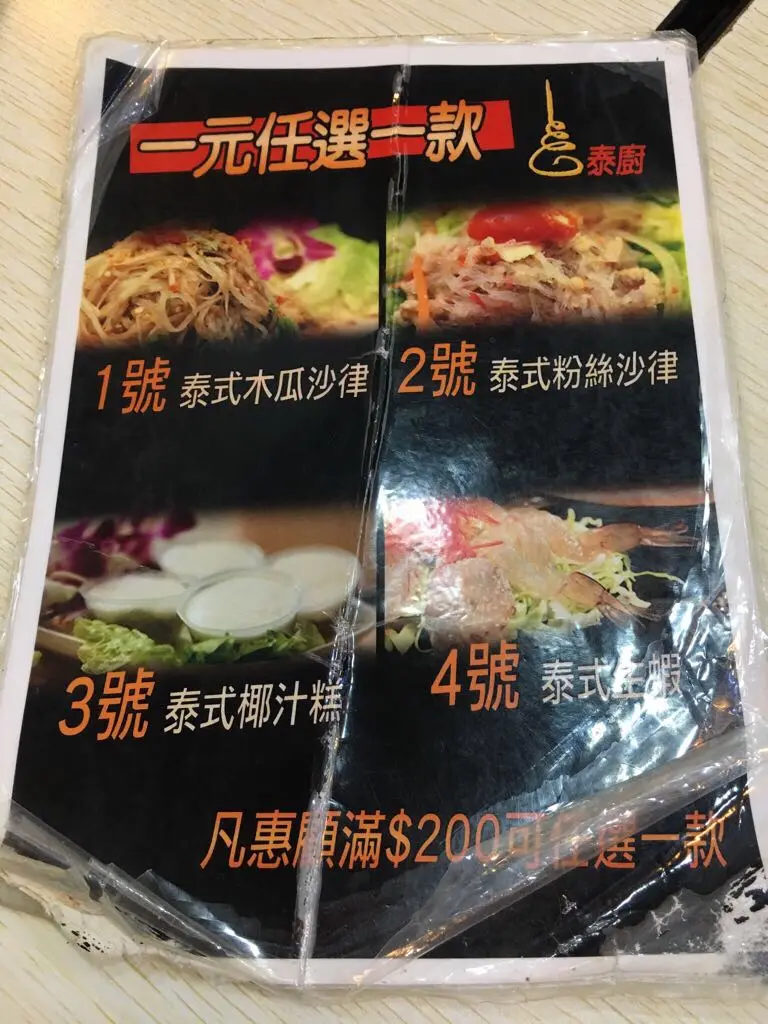 一元任選一款
泰廚
1號 泰式木瓜沙律
2號 泰式粉絲沙律
3號 泰式椰汁糕
4號 泰式生蝦
凡惠顧滿$200可任選一款